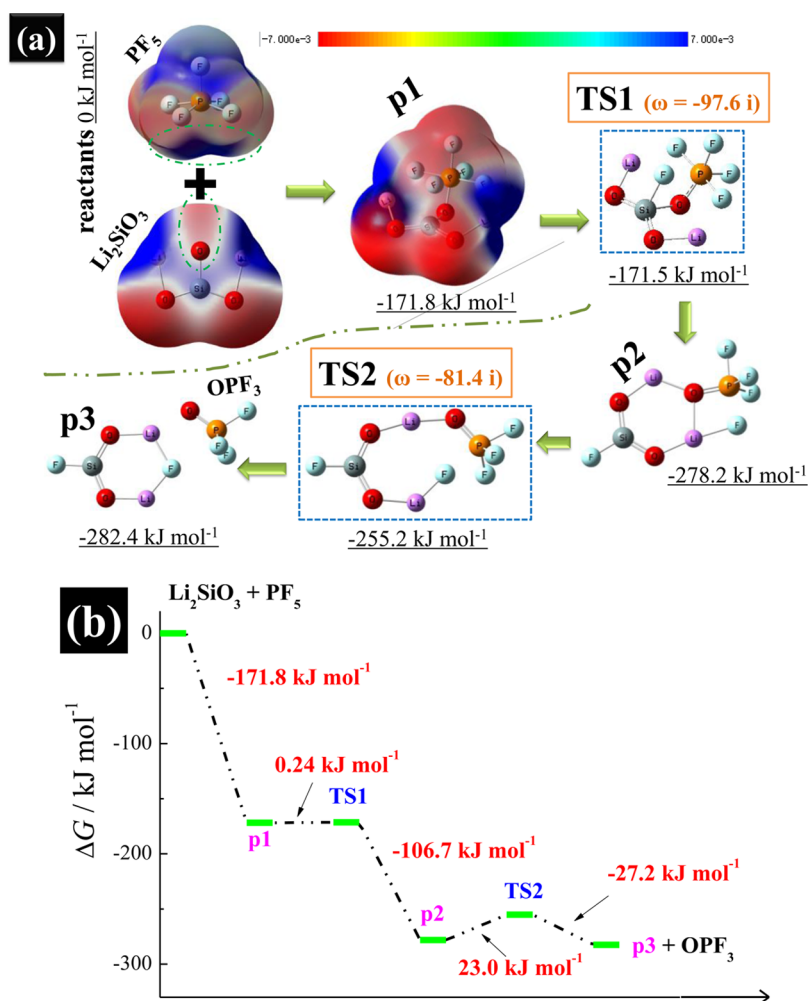 (a)
-7.000e-3
7.000e-3
PF₅
reactants 0 kJ mol⁻¹
Li₂SiO₃
p1
-171.8 kJ mol⁻¹
TS1 (ω = -97.6 i)
-171.5 kJ mol⁻¹
p2
-278.2 kJ mol⁻¹
TS2 (ω = -81.4 i)
-255.2 kJ mol⁻¹
OPF₃
p3
-282.4 kJ mol⁻¹
(b)
Li₂SiO₃ + PF₅
ΔG / kJ mol⁻¹
0
-100
-200
-300
-171.8 kJ mol⁻¹
0.24 kJ mol⁻¹
p1
TS1
-106.7 kJ mol⁻¹
p2
TS2
23.0 kJ mol⁻¹
-27.2 kJ mol⁻¹
p3 + OPF₃